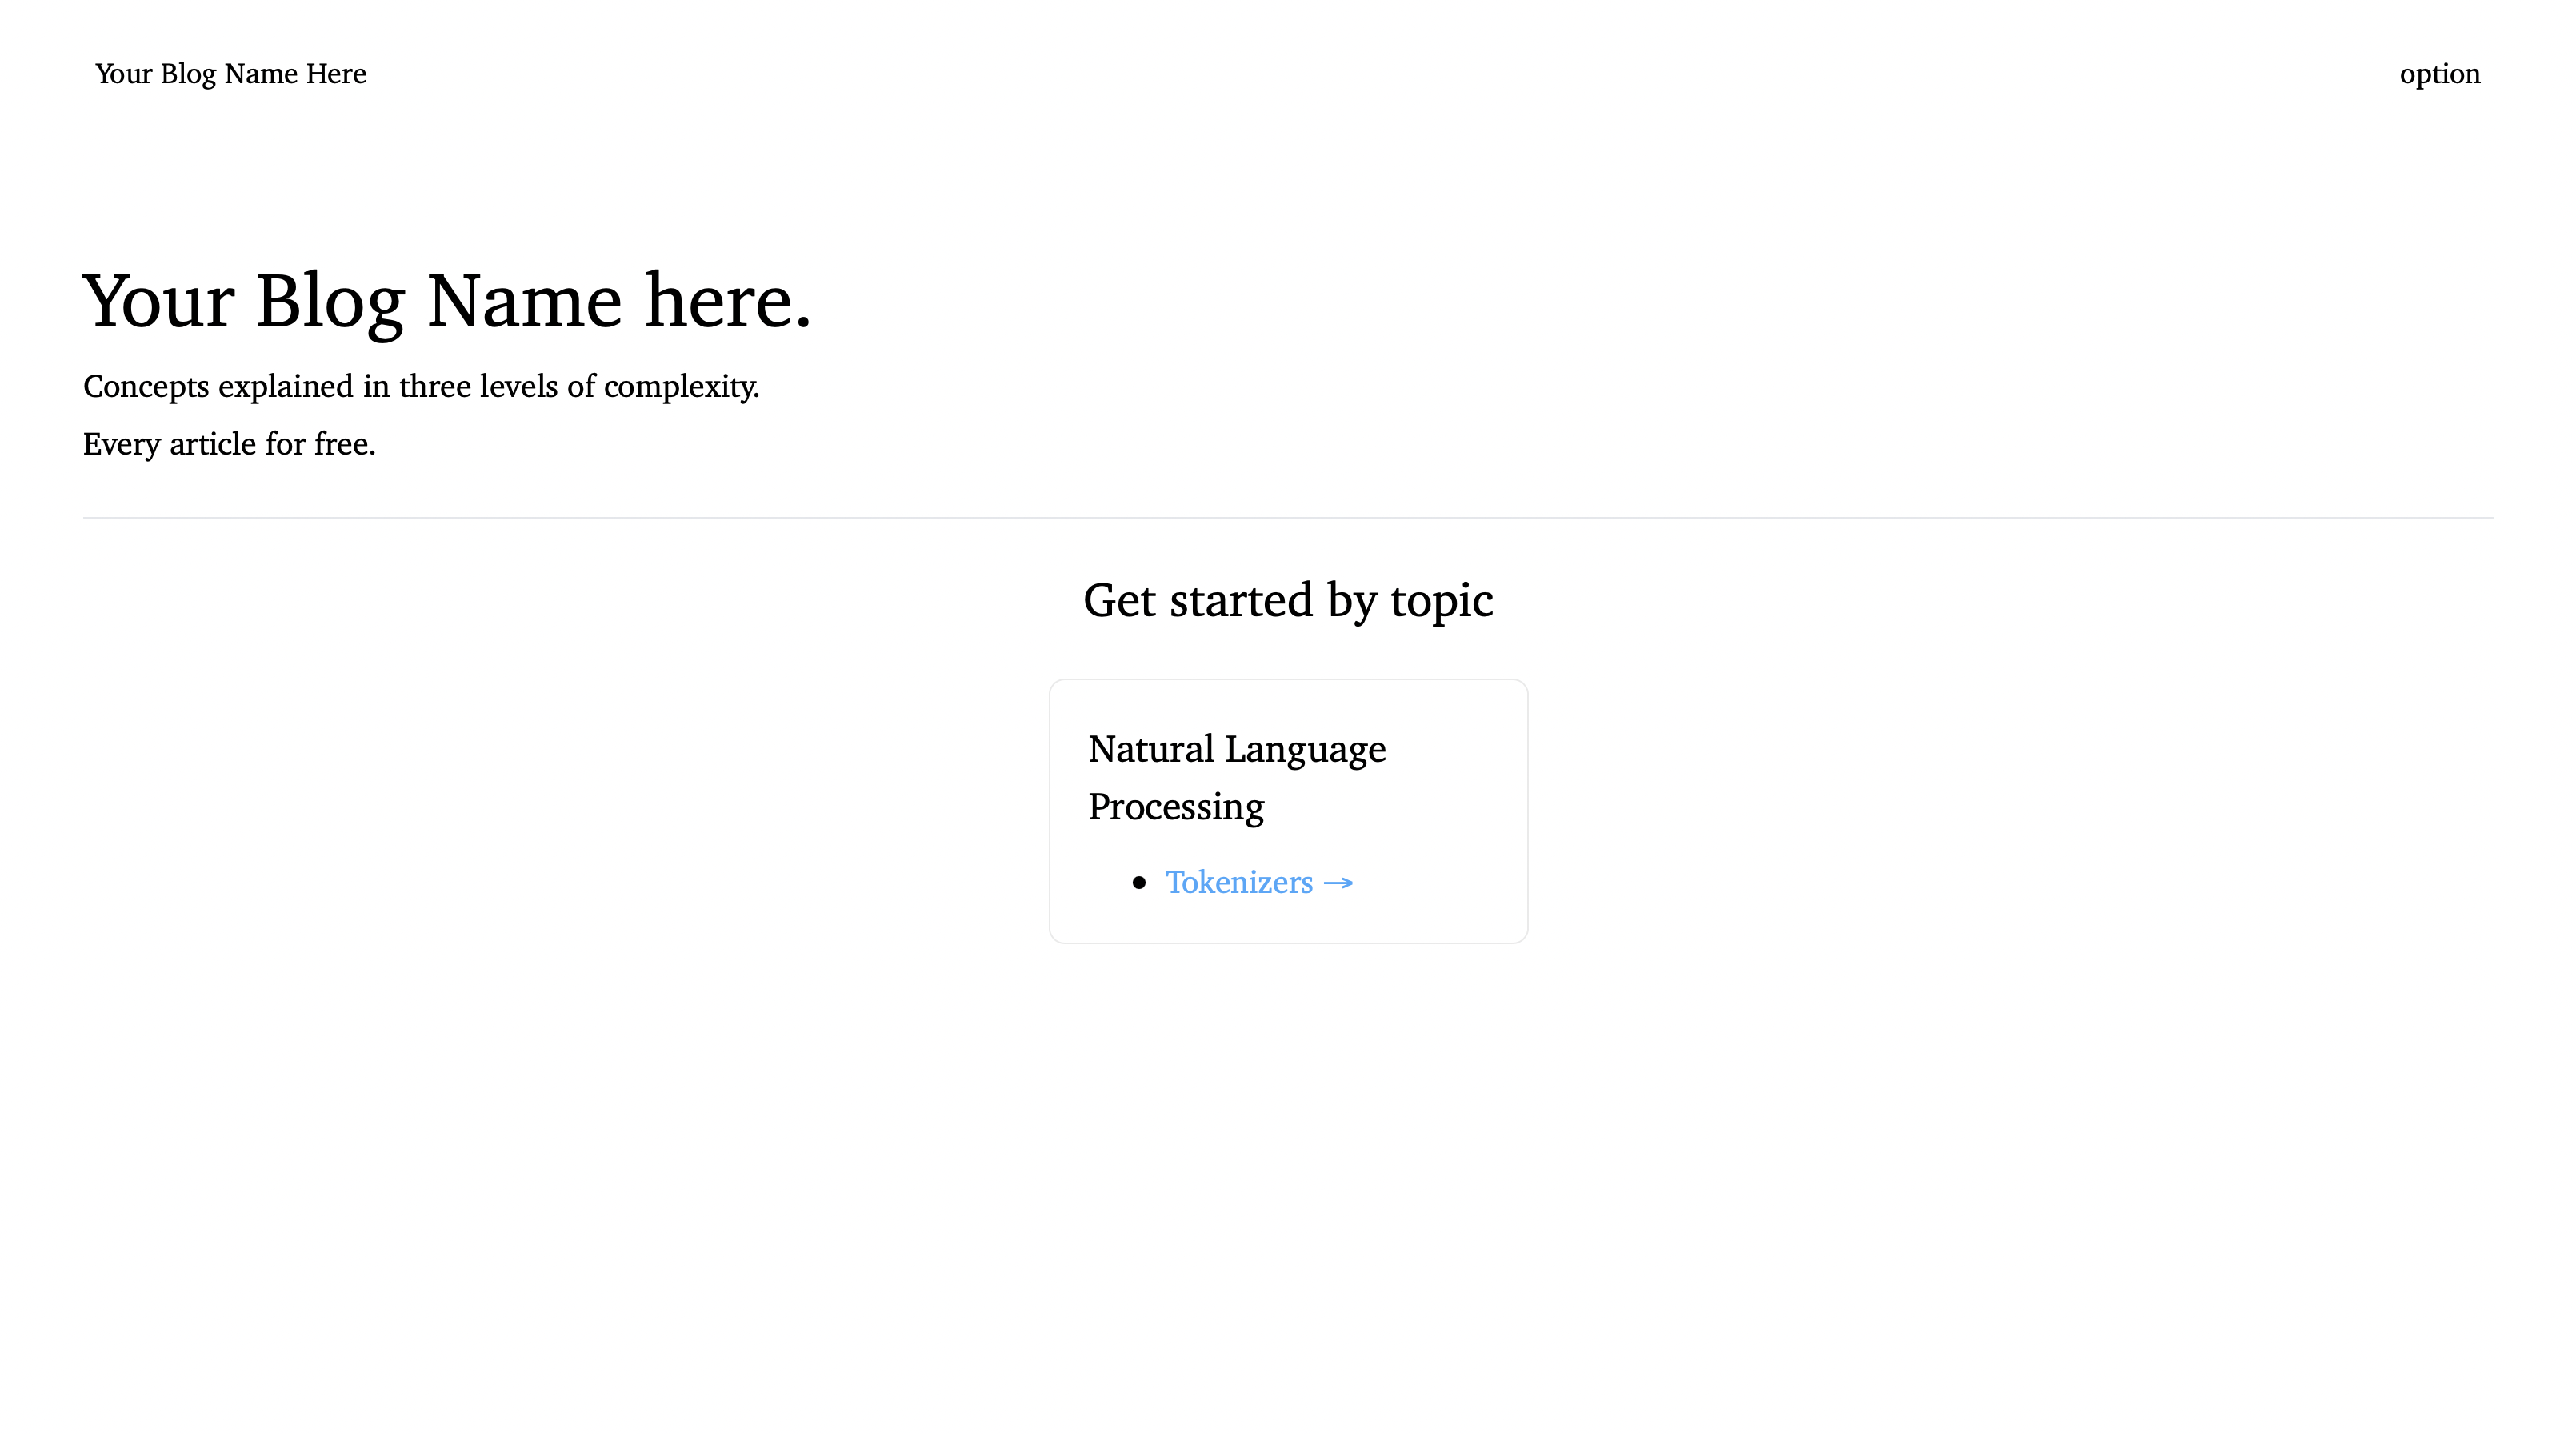 Your Blog Name Here
option
Your Blog Name here.
Concepts explained in three levels of complexity.
Every article for free.
Get started by topic
Natural Language
Processing
• Tokenizers →